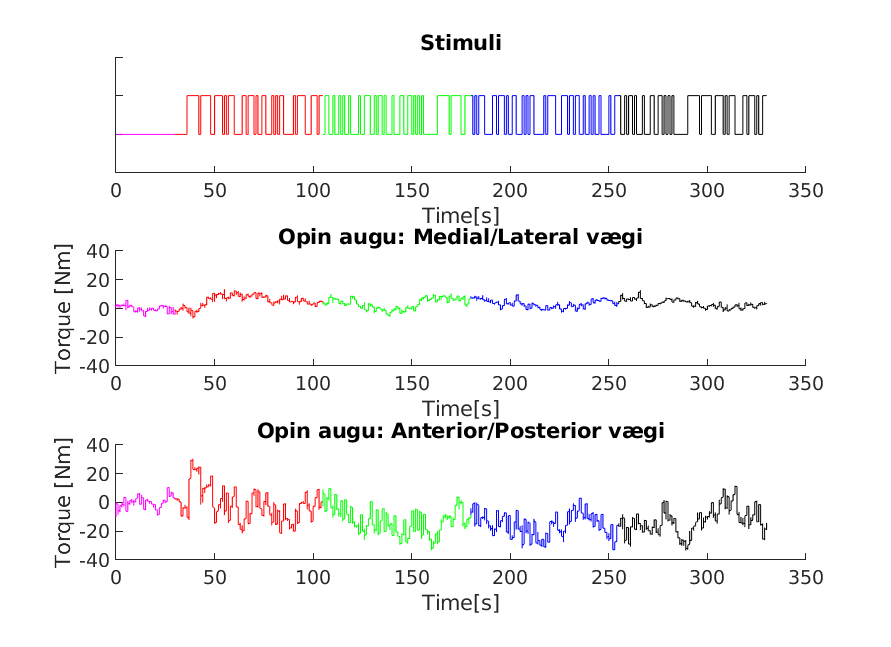 Stimuli
0 50 100 150 200 250 300 350
Time[s]
Opin augu: Medial/Lateral vægi
Torque [Nm]
40
20
0
-20
-40
0 50 100 150 200 250 300 350
Time[s]
Opin augu: Anterior/Posterior vægi
Torque [Nm]
40
20
0
-20
-40
0 50 100 150 200 250 300 350
Time[s]